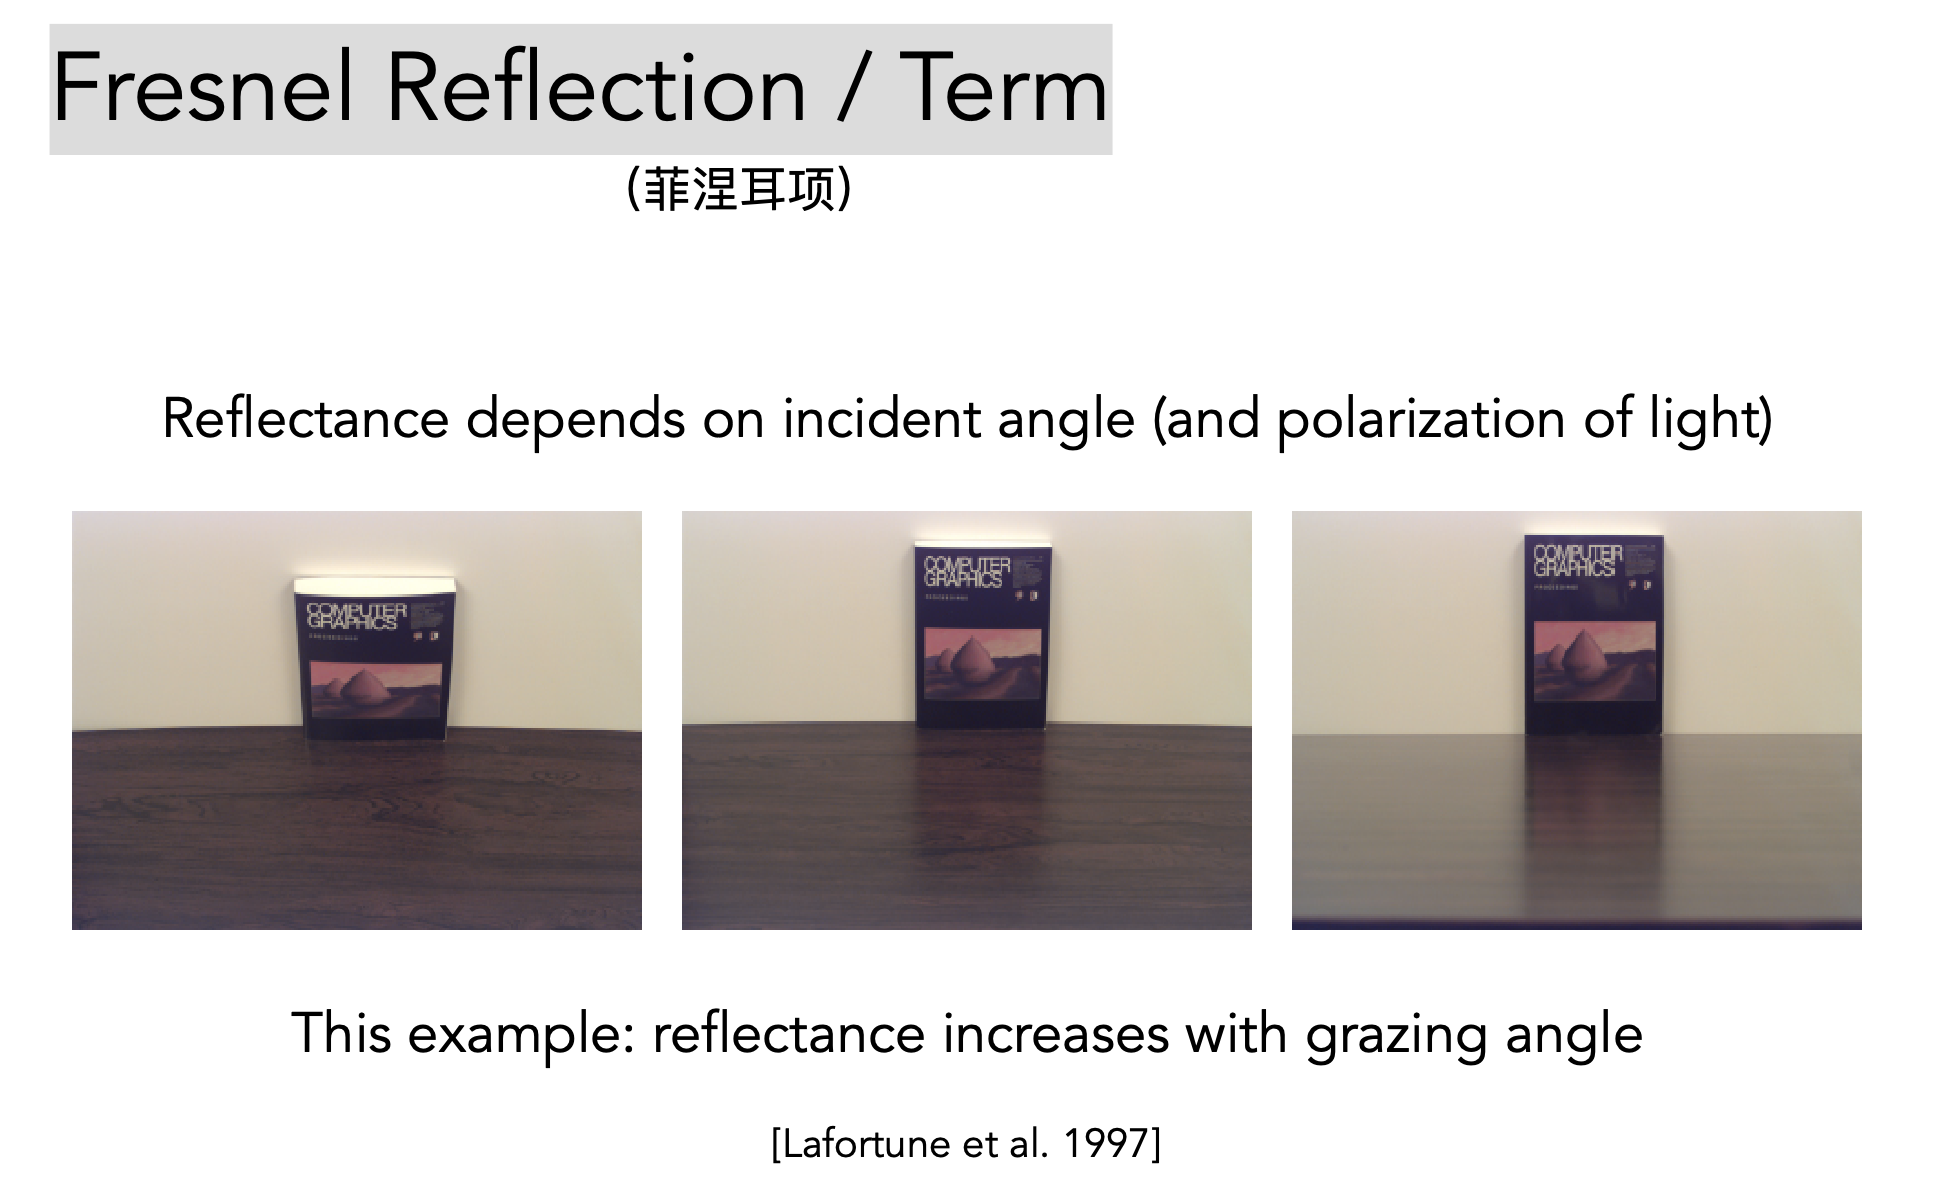 Fresnel Reflection / Term
(菲涅耳项)
Reflectance depends on incident angle (and polarization of light)
COMPUTER
GRAPHICS
COMPUTER
GRAPHICS
COMPUTER
GRAPHICS
This example: reflectance increases with grazing angle
[Lafortune et al. 1997]